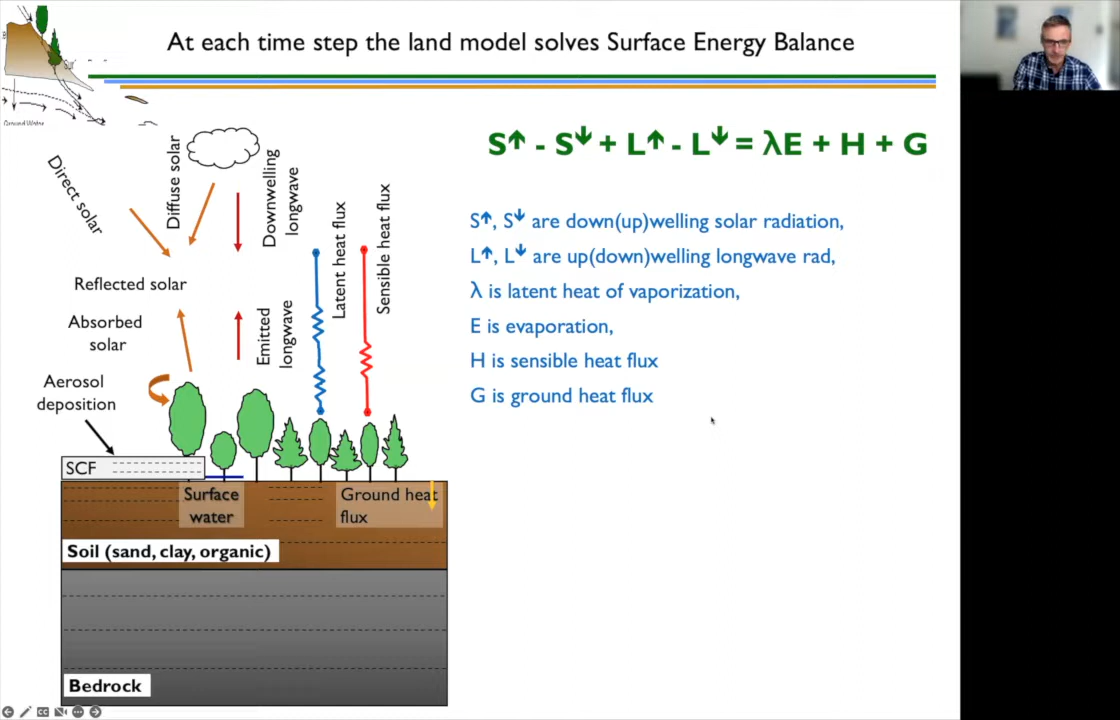 At each time step the land model solves Surface Energy Balance
Ground Water
S↑ - S↓ + L↑ - L↓ = λE + H + G
S↑, S↓ are down(up)welling solar radiation,
L↑, L↓ are up(down)welling longwave rad,
λ is latent heat of vaporization,
E is evaporation,
H is sensible heat flux
G is ground heat flux
Direct solar
Diffuse solar
Downwelling
longwave
Latent heat flux
Sensible heat flux
Reflected solar
Absorbed
solar
Emitted
longwave
Aerosol
deposition
SCF
Surface
water
Ground heat
flux
Soil (sand, clay, organic)
Bedrock
CC